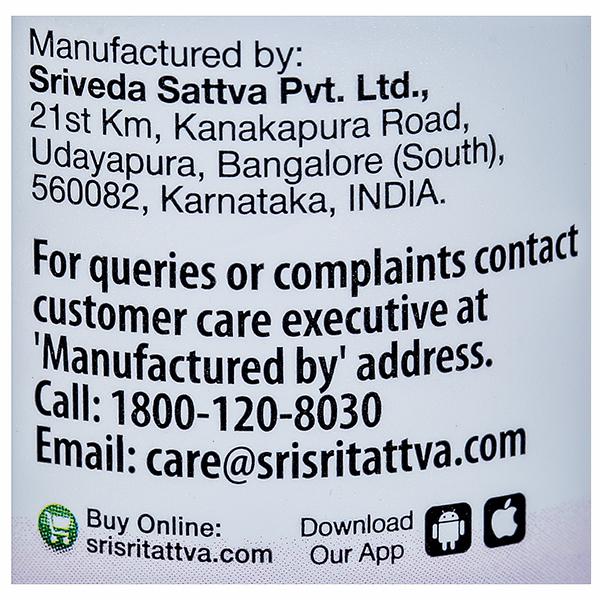 Manufactured by:
Sriveda Sattva Pvt. Ltd.,
21st Km, Kanakapura Road,
Udayapura, Bangalore (South),
560082, Karnataka, INDIA.
For queries or complaints contact
customer care executive at
'Manufactured by' address.
Call: 1800-120-8030
Email: care@srisritattva.com
Buy Online:
srisritattva.com
Download
Our App